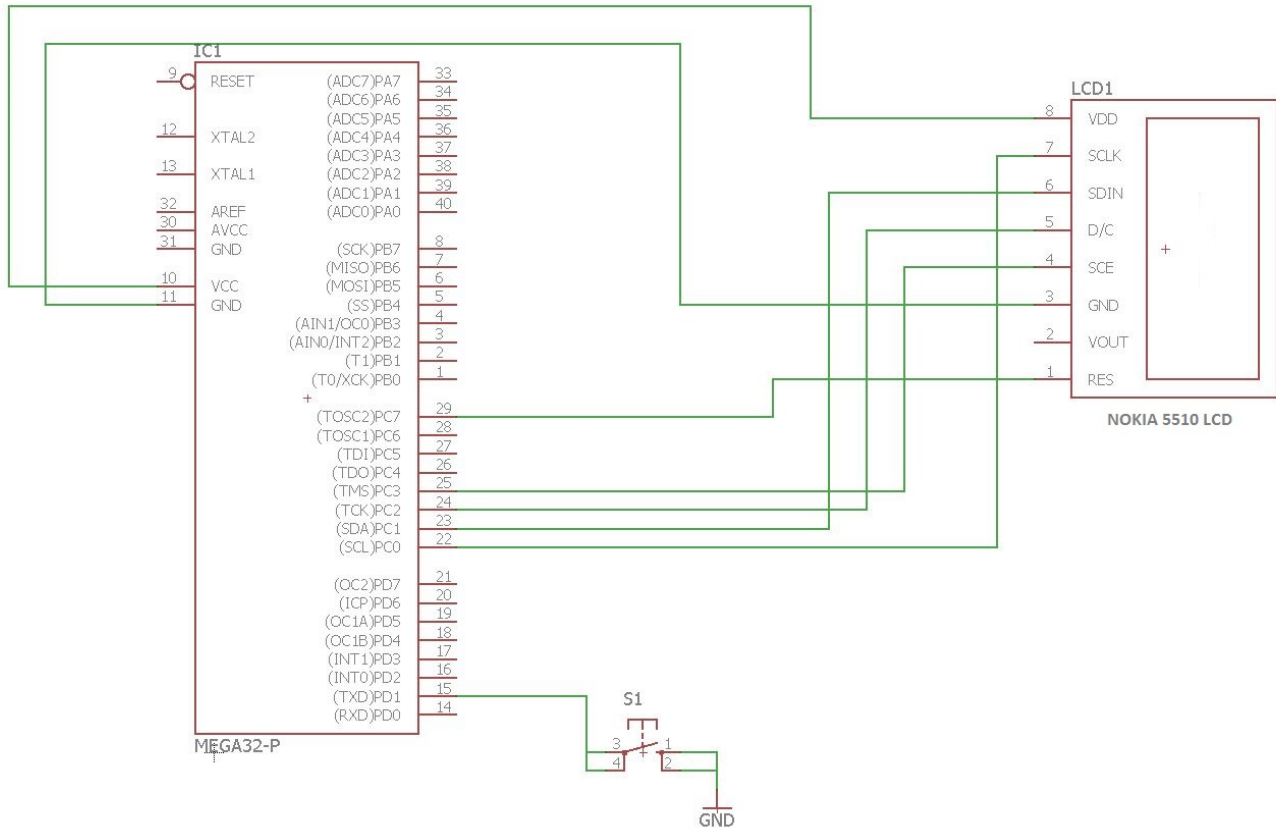 IC1
9 RESET
12 XTAL2
13 XTAL1
32 AREF
30 AVCC
31 GND
10 VCC
11 GND
(ADC7)PA7 33
(ADC6)PA6 34
(ADC5)PA5 35
(ADC4)PA4 36
(ADC3)PA3 37
(ADC2)PA2 38
(ADC1)PA1 39
(ADC0)PA0 40
(SCK)PB7 8
(MISO)PB6 7
(MOSI)PB5 6
(SS)PB4 5
(AIN1/OC0)PB3 4
(AIN0/INT2)PB2 3
(T1)PB1 2
(T0/XCK)PB0 1
(TOSC2)PC7 29
(TOSC1)PC6 28
(TDI)PC5 27
(TDO)PC4 26
(TMS)PC3 25
(TCK)PC2 24
(SDA)PC1 23
(SCL)PC0 22
(OC2)PD7 21
(ICP)PD6 20
(OC1A)PD5 19
(OC1B)PD4 18
(INT1)PD3 17
(INT0)PD2 16
(TXD)PD1 15
(RXD)PD0 14
MEGA32-P
LCD1
8 VDD
7 SCLK
6 SDIN
5 D/C
4 SCE
3 GND
2 VOUT
1 RES
NOKIA 5510 LCD
S1
3 1
4 2
GND